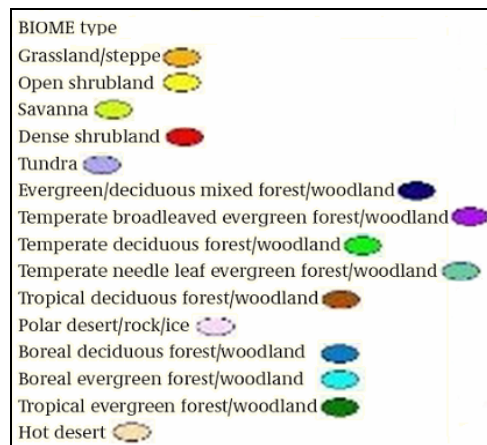 BIOME type
Grassland/steppe
Open shrubland
Savanna
Dense shrubland
Tundra
Evergreen/deciduous mixed forest/woodland
Temperate broadleaved evergreen forest/woodland
Temperate deciduous forest/woodland
Temperate needle leaf evergreen forest/woodland
Tropical deciduous forest/woodland
Polar desert/rock/ice
Boreal deciduous forest/woodland
Boreal evergreen forest/woodland
Tropical evergreen forest/woodland
Hot desert